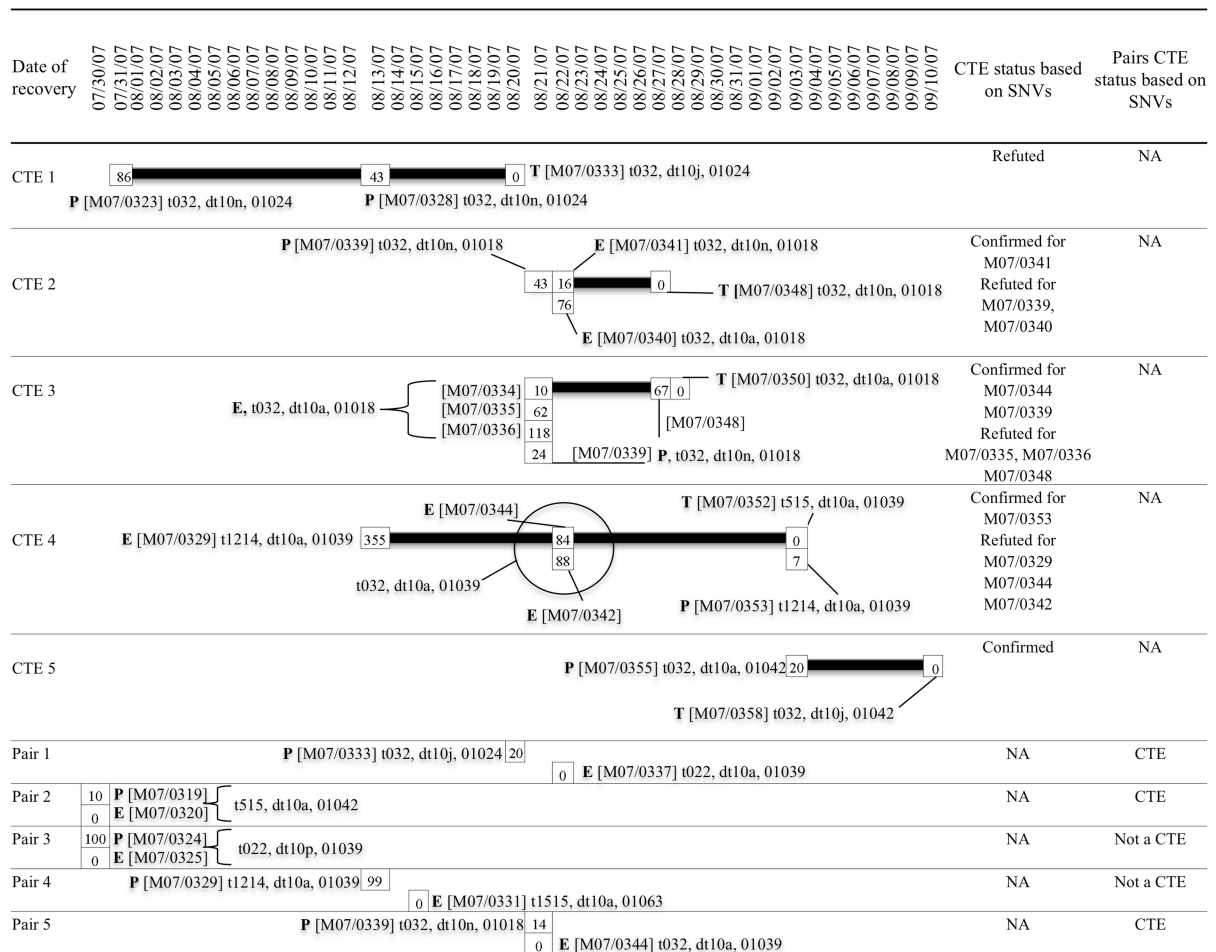 Date of recovery
07/30/07 07/31/07 08/01/07 08/02/07 08/03/07 08/04/07 08/05/07 08/06/07 08/07/07 08/08/07 08/09/07 08/10/07 08/11/07 08/12/07 08/13/07 08/14/07 08/15/07 08/16/07 08/17/07 08/18/07 08/19/07 08/20/07 08/21/07 08/22/07 08/23/07 08/24/07 08/25/07 08/26/07 08/27/07 08/28/07 08/29/07 08/30/07 08/31/07 09/01/07 09/02/07 09/03/07 09/04/07 09/05/07 09/06/07 09/07/07 09/08/07 09/09/07 09/10/07
CTE status based on SNVs
Pairs CTE status based on SNVs
CTE 1
86 43 0 T [M07/0333] t032, dt10j, 01024
P [M07/0323] t032, dt10n, 01024 P [M07/0328] t032, dt10n, 01024
Refuted
NA
CTE 2
P [M07/0339] t032, dt10n, 01018 E [M07/0341] t032, dt10n, 01018
43 16 0
T [M07/0348] t032, dt10n, 01018
76
E [M07/0340] t032, dt10a, 01018
Confirmed for
M07/0341
Refuted for
M07/0339,
M07/0340
NA
CTE 3
T [M07/0350] t032, dt10a, 01018
E, t032, dt10a, 01018
[M07/0334] 10 67 0
[M07/0335] 62
[M07/0336] 118
[M07/0348]
24 [M07/0339] P, t032, dt10n, 01018
Confirmed for
M07/0344
M07/0339
Refuted for
M07/0335, M07/0336
M07/0348
NA
CTE 4
E [M07/0344] T [M07/0352] t515, dt10a, 01039
E [M07/0329] t1214, dt10a, 01039 355 84 0
88 7
t032, dt10a, 01039
E [M07/0342] P [M07/0353] t1214, dt10a, 01039
Confirmed for
M07/0353
Refuted for
M07/0329
M07/0344
M07/0342
NA
CTE 5
P [M07/0355] t032, dt10a, 01042 20 0
T [M07/0358] t032, dt10j, 01042
Confirmed
NA
Pair 1
P [M07/0333] t032, dt10j, 01024 20
0 E [M07/0337] t022, dt10a, 01039
NA
CTE
Pair 2
10 P [M07/0319]
0 E [M07/0320]
t515, dt10a, 01042
NA
CTE
Pair 3
100 P [M07/0324]
0 E [M07/0325]
t022, dt10p, 01039
NA
Not a CTE
Pair 4
P [M07/0329] t1214, dt10a, 01039 99
0 E [M07/0331] t1515, dt10a, 01063
NA
Not a CTE
Pair 5
P [M07/0339] t032, dt10n, 01018 14
0 E [M07/0344] t032, dt10a, 01039
NA
CTE